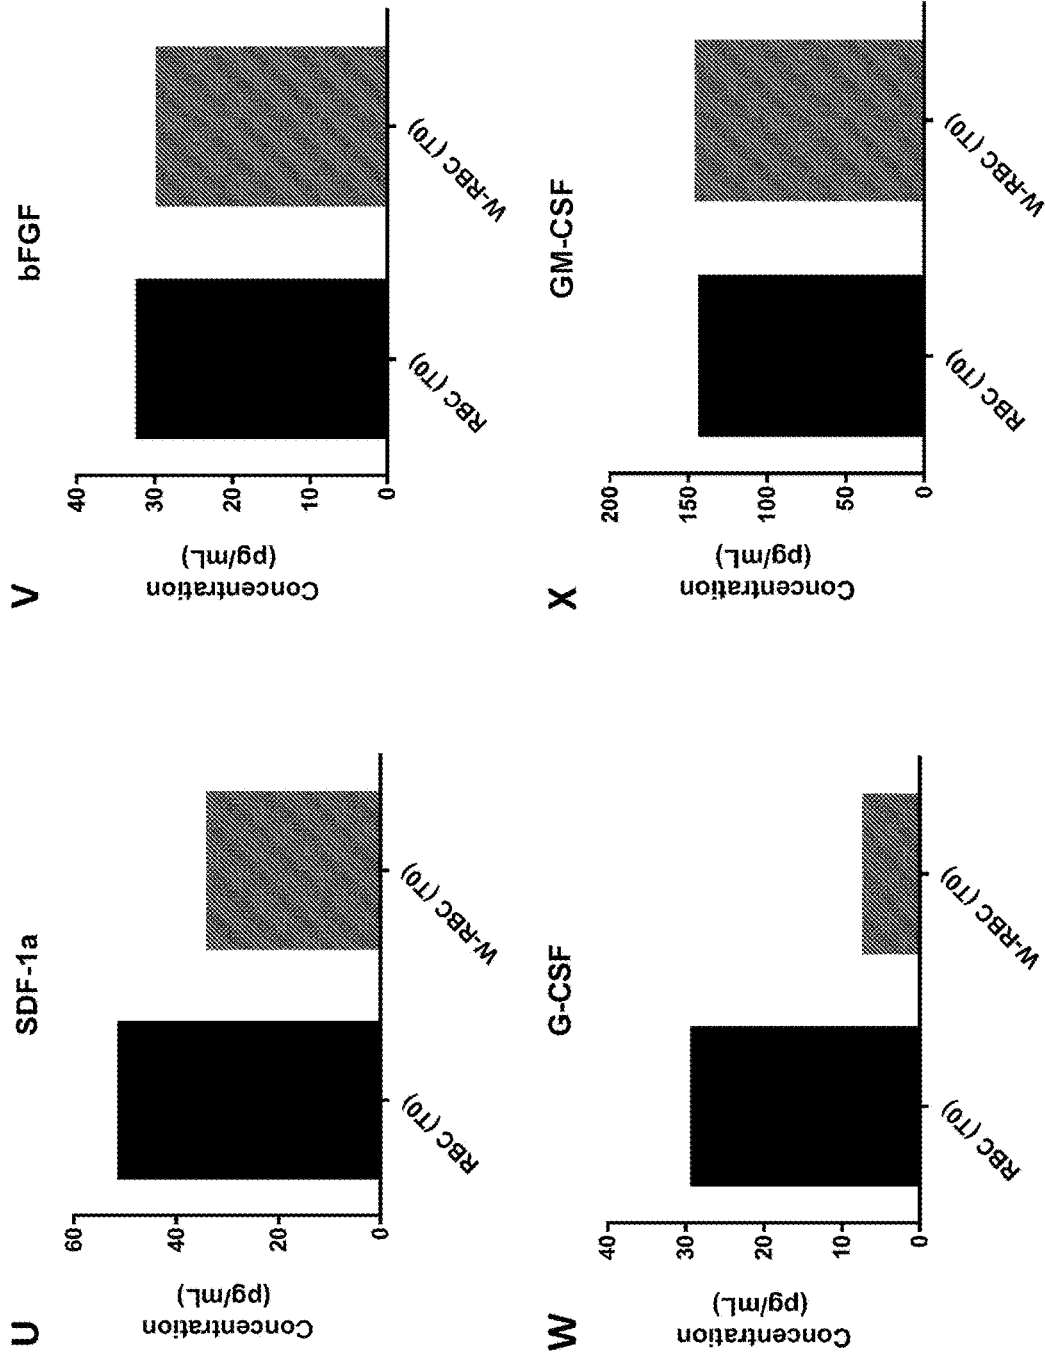 U
SDF-1a
Concentration
(pg/mL)
60
40
20
0
RBC (T0)
W-RBC (T0)
V
bFGF
Concentration
(pg/mL)
40
30
20
10
0
RBC (T0)
W-RBC (T0)
W
G-CSF
Concentration
(pg/mL)
40
30
20
10
0
RBC (T0)
W-RBC (T0)
X
GM-CSF
Concentration
(pg/mL)
200
150
100
50
0
RBC (T0)
W-RBC (T0)